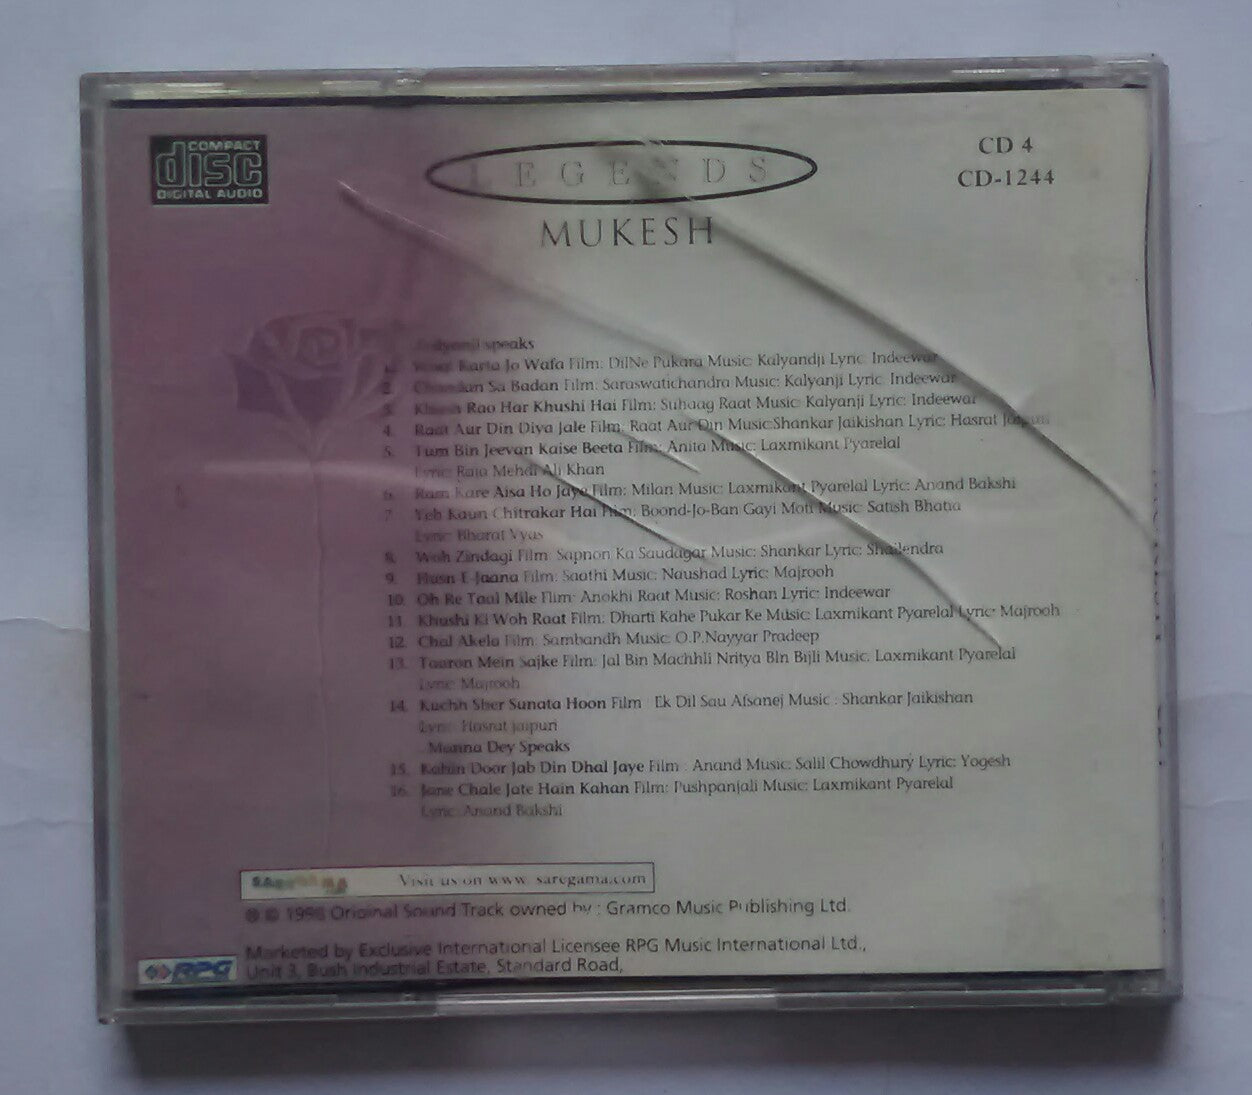 COMPACT
disc
DIGITAL AUDIO
LEGENDS
MUKESH
CD 4
CD-1244
speaks
1. Karta Jo Wafa Film: DilNe Pukara Music: Kalyandji Lyric: Indeewar
2. Chandan Sa Badan Film: Saraswatichandra Music: Kalyanji Lyric: Indeewar
3. Khush Rao Har Khushi Hai Film: Suhaag Raat Music: Kalyanji Lyric: Indeewar
4. Raat Aur Din Diya Jale Film: Raat Aur Din Music:Shankar Jaikishan Lyric: Hasrat Jaipuri
5. Tum Bin Jeevan Kaise Beeta Film: Anita Music: Laxmikant Pyarelal
Lyric: Raja Mehdi Ali Khan
6. Ram Kare Aisa Ho Jaye Film: Milan Music: Laxmikant Pyarelal Lyric: Anand Bakshi
7. Yeh Kaun Chitrakar Hai Film: Boond-Jo-Ban Gayi Moti Music: Satish Bhatia
Lyric: Bharat Vyas
8. Woh Zindagi Film: Sapnon Ka Saudagar Music: Shankar Lyric: Shailendra
9. Husn E-Jaana Film: Saathi Music: Naushad Lyric: Majrooh
10. Oh Re Taal Mile Film: Anokhi Raat Music: Roshan Lyric: Indeewar
11. Khushi Ki Woh Raat Film: Dharti Kahe Pukar Ke Music: Laxmikant Pyarelal Lyric: Majrooh
12. Chal Akela Film: Sambandh Music: O.P.Nayyar Pradeep
13. Taaron Mein Sajke Film: Jal Bin Machhli Nritya Bin Bijli Music: Laxmikant Pyarelal
Lyric: Majrooh
14. Kuchh Sher Sunata Hoon Film : Ek Dil Sau Afsanej Music : Shankar Jaikishan
Lyric: Hasrat Jaipuri
Munna Dey Speaks
15. Kahin Door Jab Din Dhal Jaye Film : Anand Music: Salil Chowdhury Lyric: Yogesh
16. Jane Chale Jate Hain Kahan Film: Pushpanjali Music: Laxmikant Pyarelal
Lyric: Anand Bakshi
Visit us on www. saregama.com
℗ © 1998 Original Sound Track owned by : Gramco Music Publishing Ltd.
Marketed by Exclusive International Licensee RPG Music International Ltd.,
RPG Unit 3, Bush Industrial Estate, Standard Road,